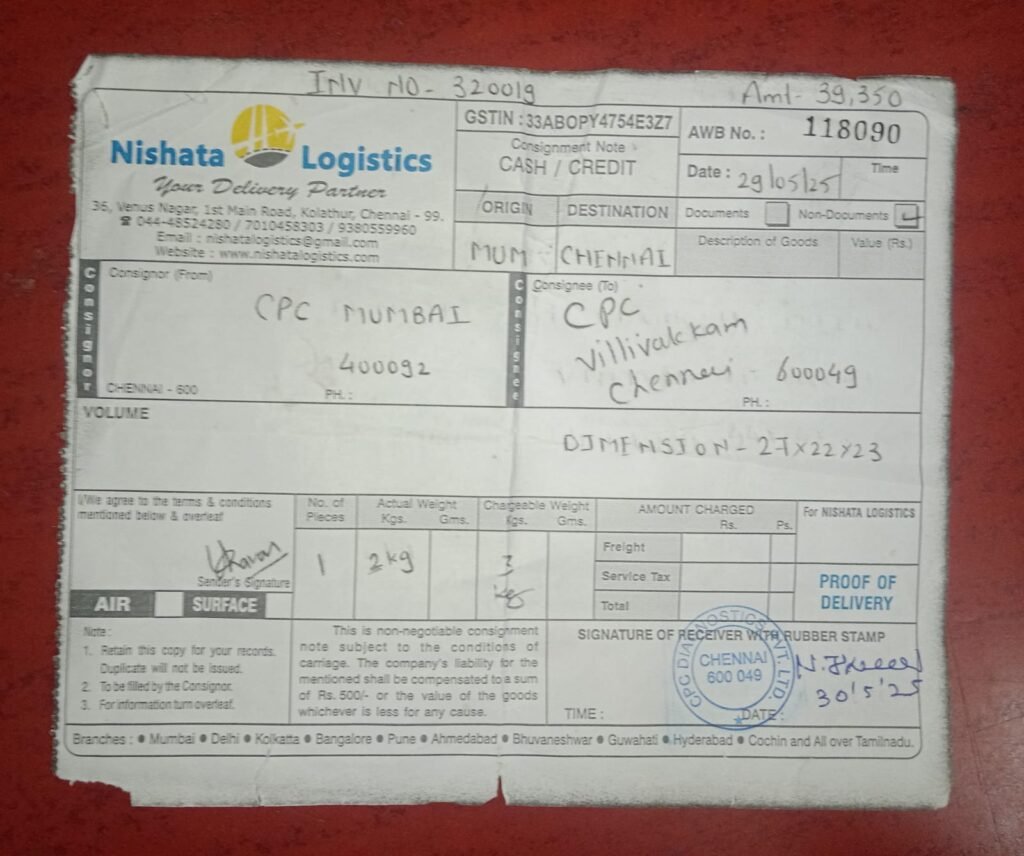 INV NO- 320019
Amt- 39,350
Nishata Logistics
Your Delivery Partner
35, Venus Nagar, 1st Main Road, Kolathur, Chennai - 99.
☎ 044-48524280 / 7010458303 / 9380559960
Email : nishatalogistics@gmail.com
Website : www.nishatalogistics.com
GSTIN : 33ABOPY4754E3Z7
Consignment Note
CASH / CREDIT
AWB No. : 118090
Date : 29/05/25
Time
ORIGIN
DESTINATION
MUM
CHENNAI
Documents
Non-Documents
Description of Goods
Value (Rs.)
Consignor
Consignor (From)
CPC MUMBAI
400092
CHENNAI - 600
PH. :
Consignee
Consignee (To)
CPC
Villivakkam
Chennai - 600049
PH. :
VOLUME
DIMENSION - 27x22x23
I/We agree to the terms & conditions
mentioned below & overleaf
Sender's Signature
AIR
SURFACE
No. of
Pieces
Actual Weight
Kgs. Gms.
Chargeable Weight
Kgs. Gms.
1
2kg
3
kg
AMOUNT CHARGED
Rs. Ps.
Freight
Service Tax
Total
For NISHATA LOGISTICS
PROOF OF
DELIVERY
Note :
1. Retain this copy for your records.
Duplicate will not be issued.
2. To be filled by the Consignor.
3. For information turn overleaf.
This is non-negotiable consignment
note subject to the conditions of
carriage. The company's liability for the
mentioned shall be compensated to a sum
of Rs. 500/- or the value of the goods
whichever is less for any cause.
SIGNATURE OF RECEIVER WITH RUBBER STAMP
CPC DIAGNOSTICS PVT. LTD
CHENNAI
600 049
30'5'25
TIME :
DATE :
Branches : ● Mumbai ● Delhi ● Kolkatta ● Bangalore ● Pune ● Ahmedabad ● Bhuvaneshwar ● Guwahati ● Hyderabad ● Cochin and All over Tamilnadu.